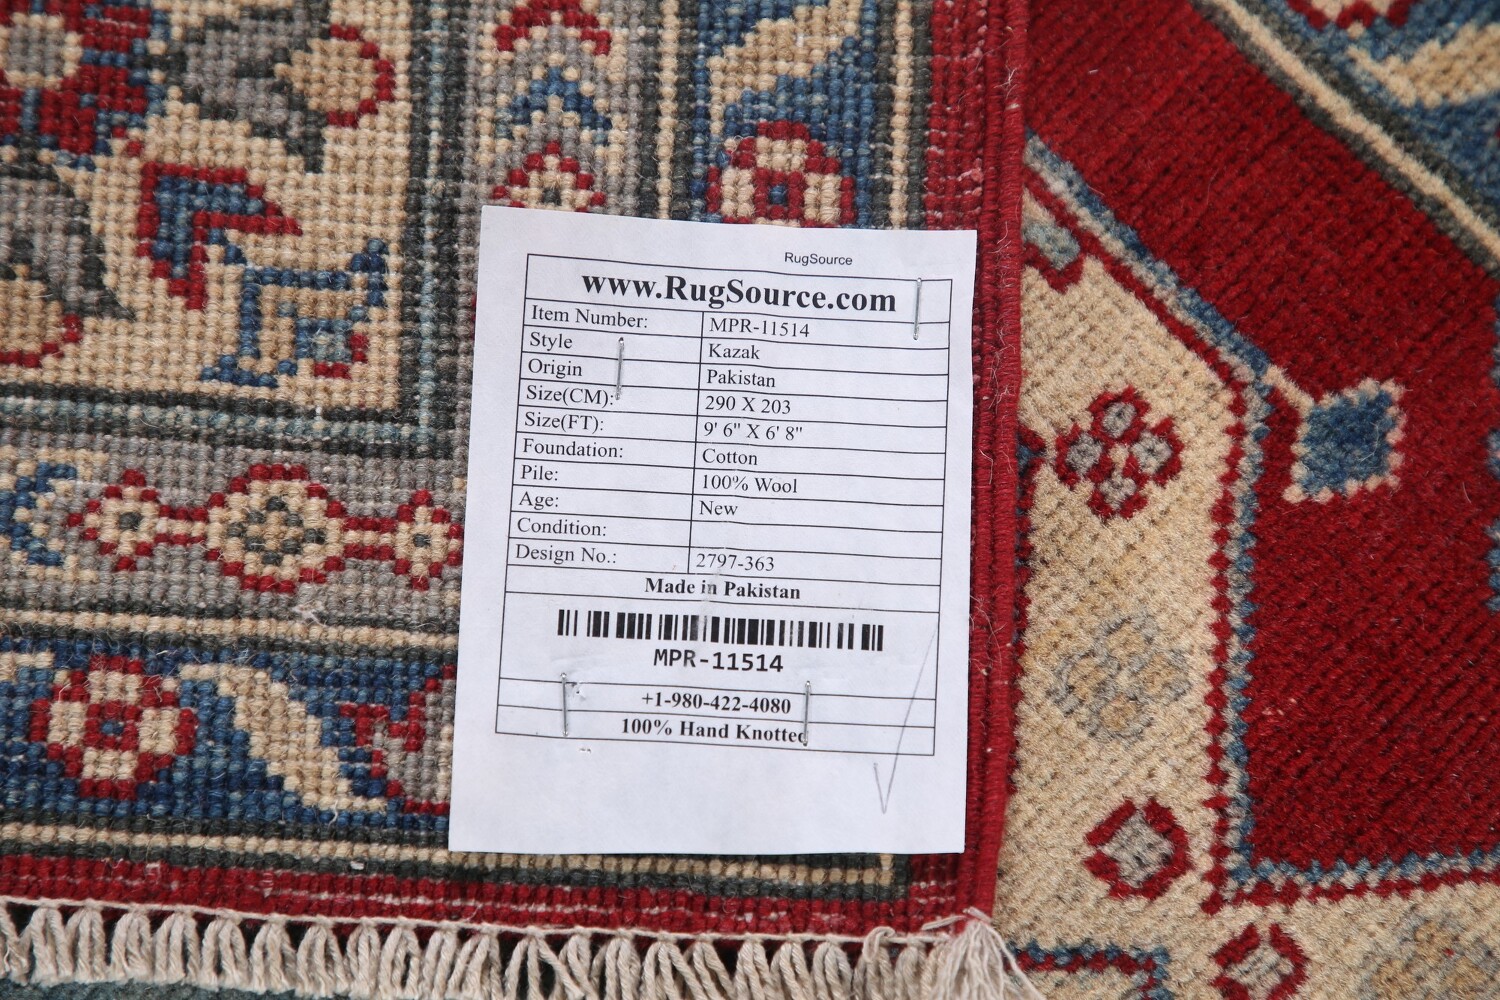 RugSource
www.RugSource.com
Item Number: MPR-11514
Style Kazak
Origin Pakistan
Size(CM): 290 X 203
Size(FT): 9' 6" X 6' 8"
Foundation: Cotton
Pile: 100% Wool
Age: New
Condition:
Design No.: 2797-363
Made in Pakistan
MPR-11514
+1-980-422-4080
100% Hand Knotted